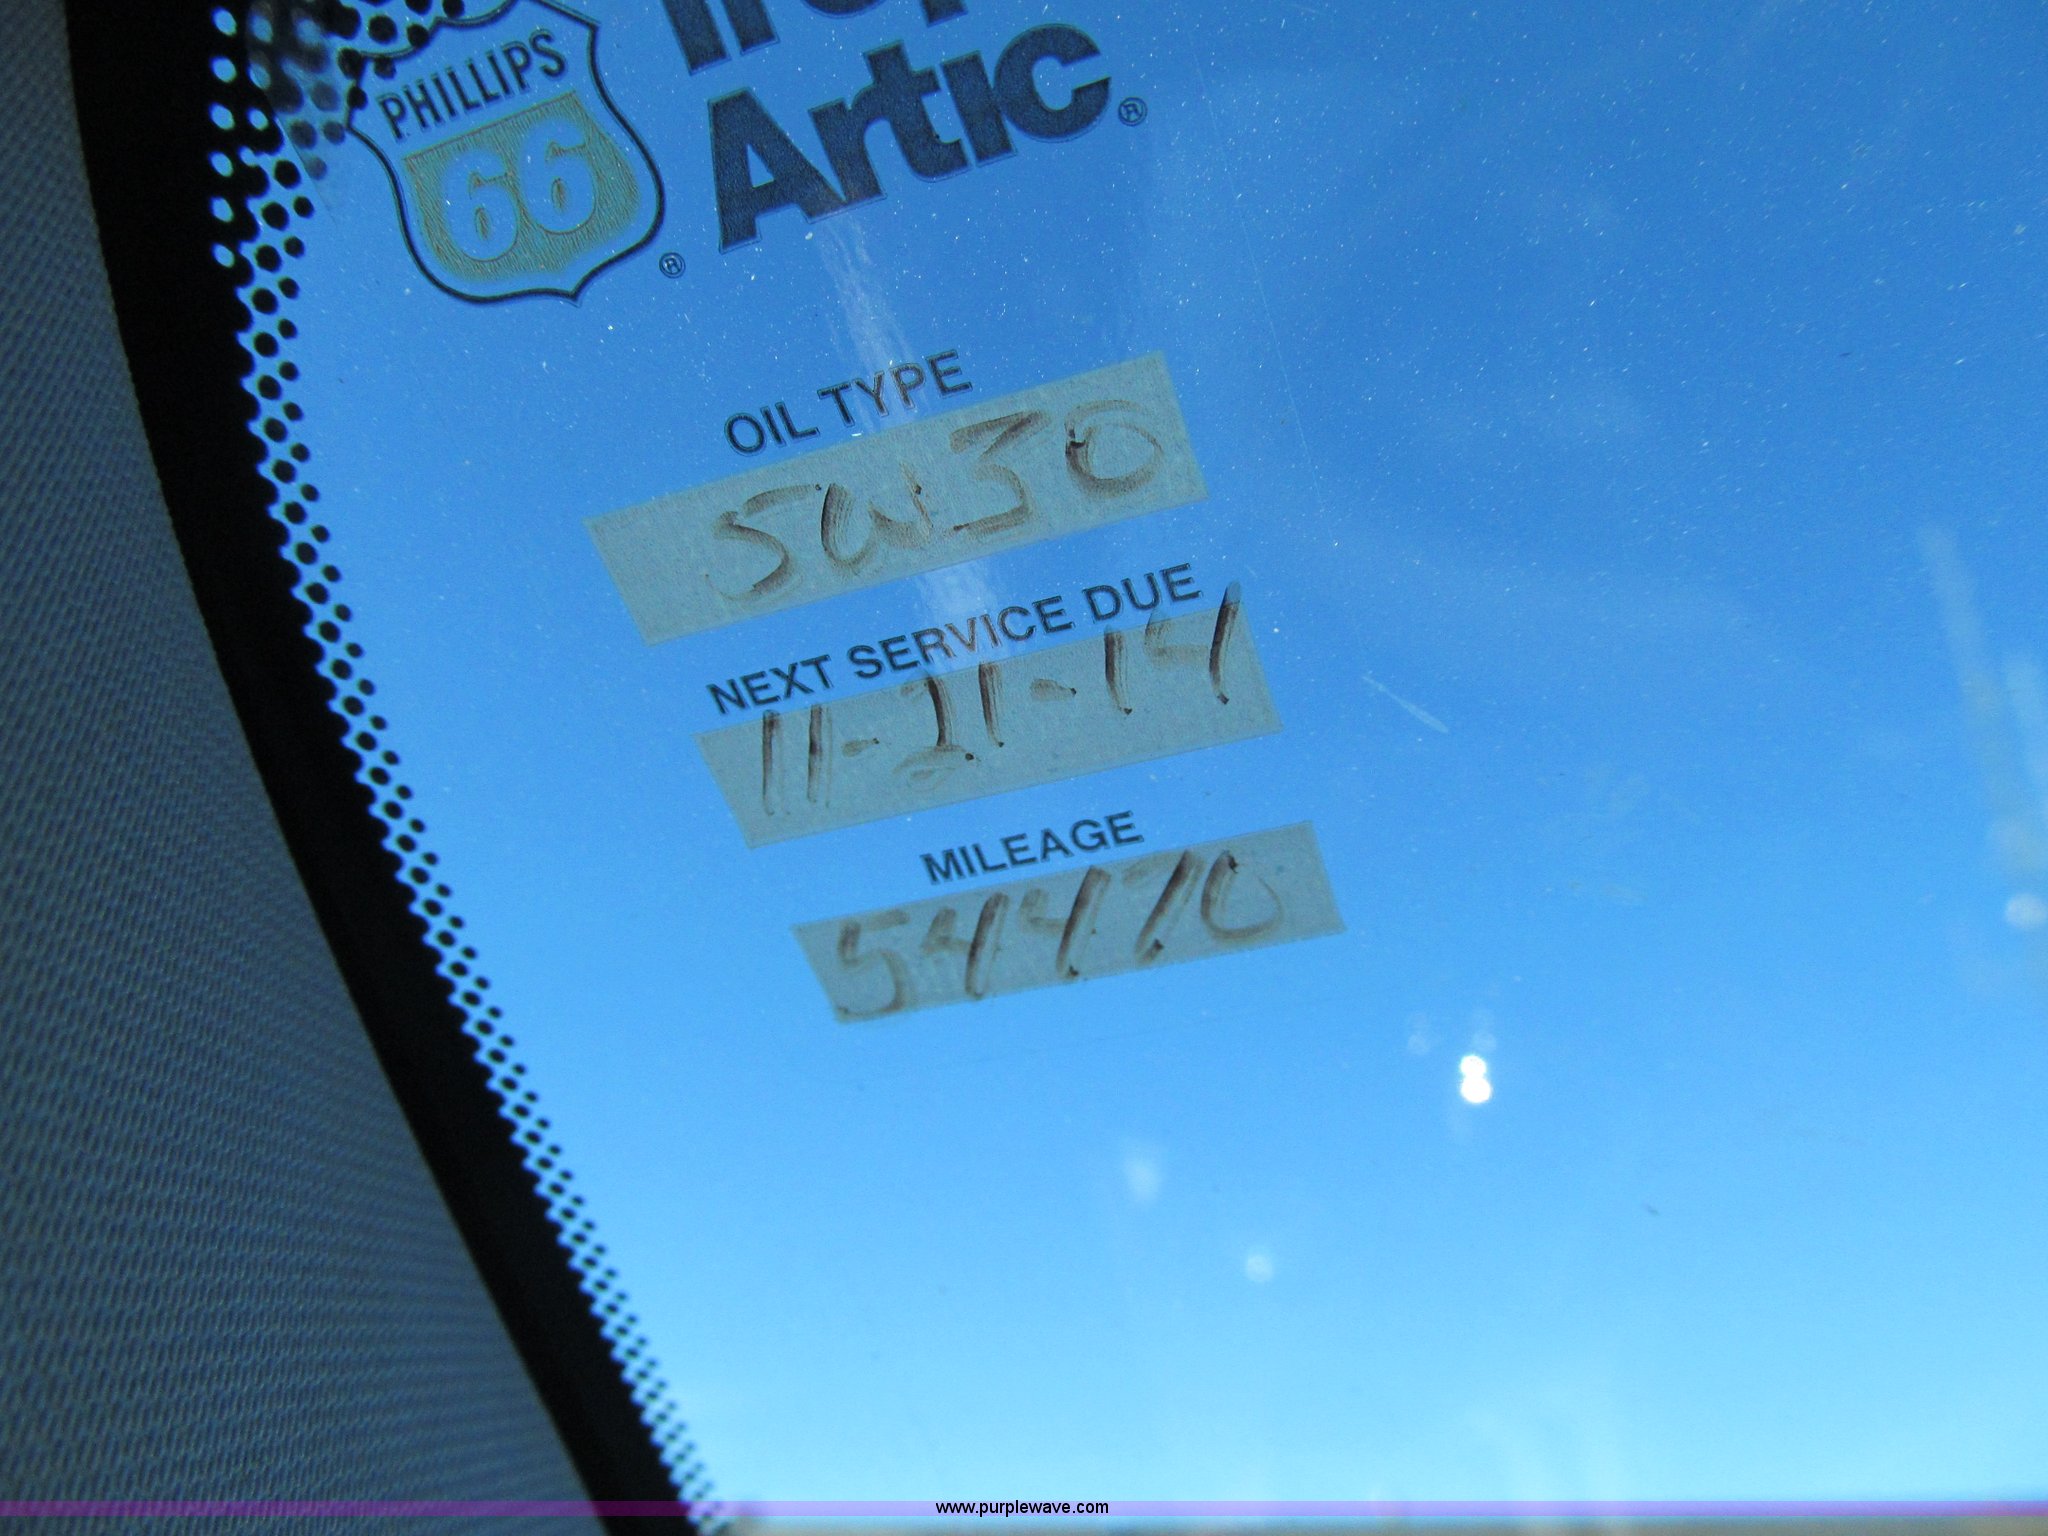 PHILLIPS
66
®
Artic®
OIL TYPE
5W30
NEXT SERVICE DUE
11-21-14
MILEAGE
54470
www.purplewave.com